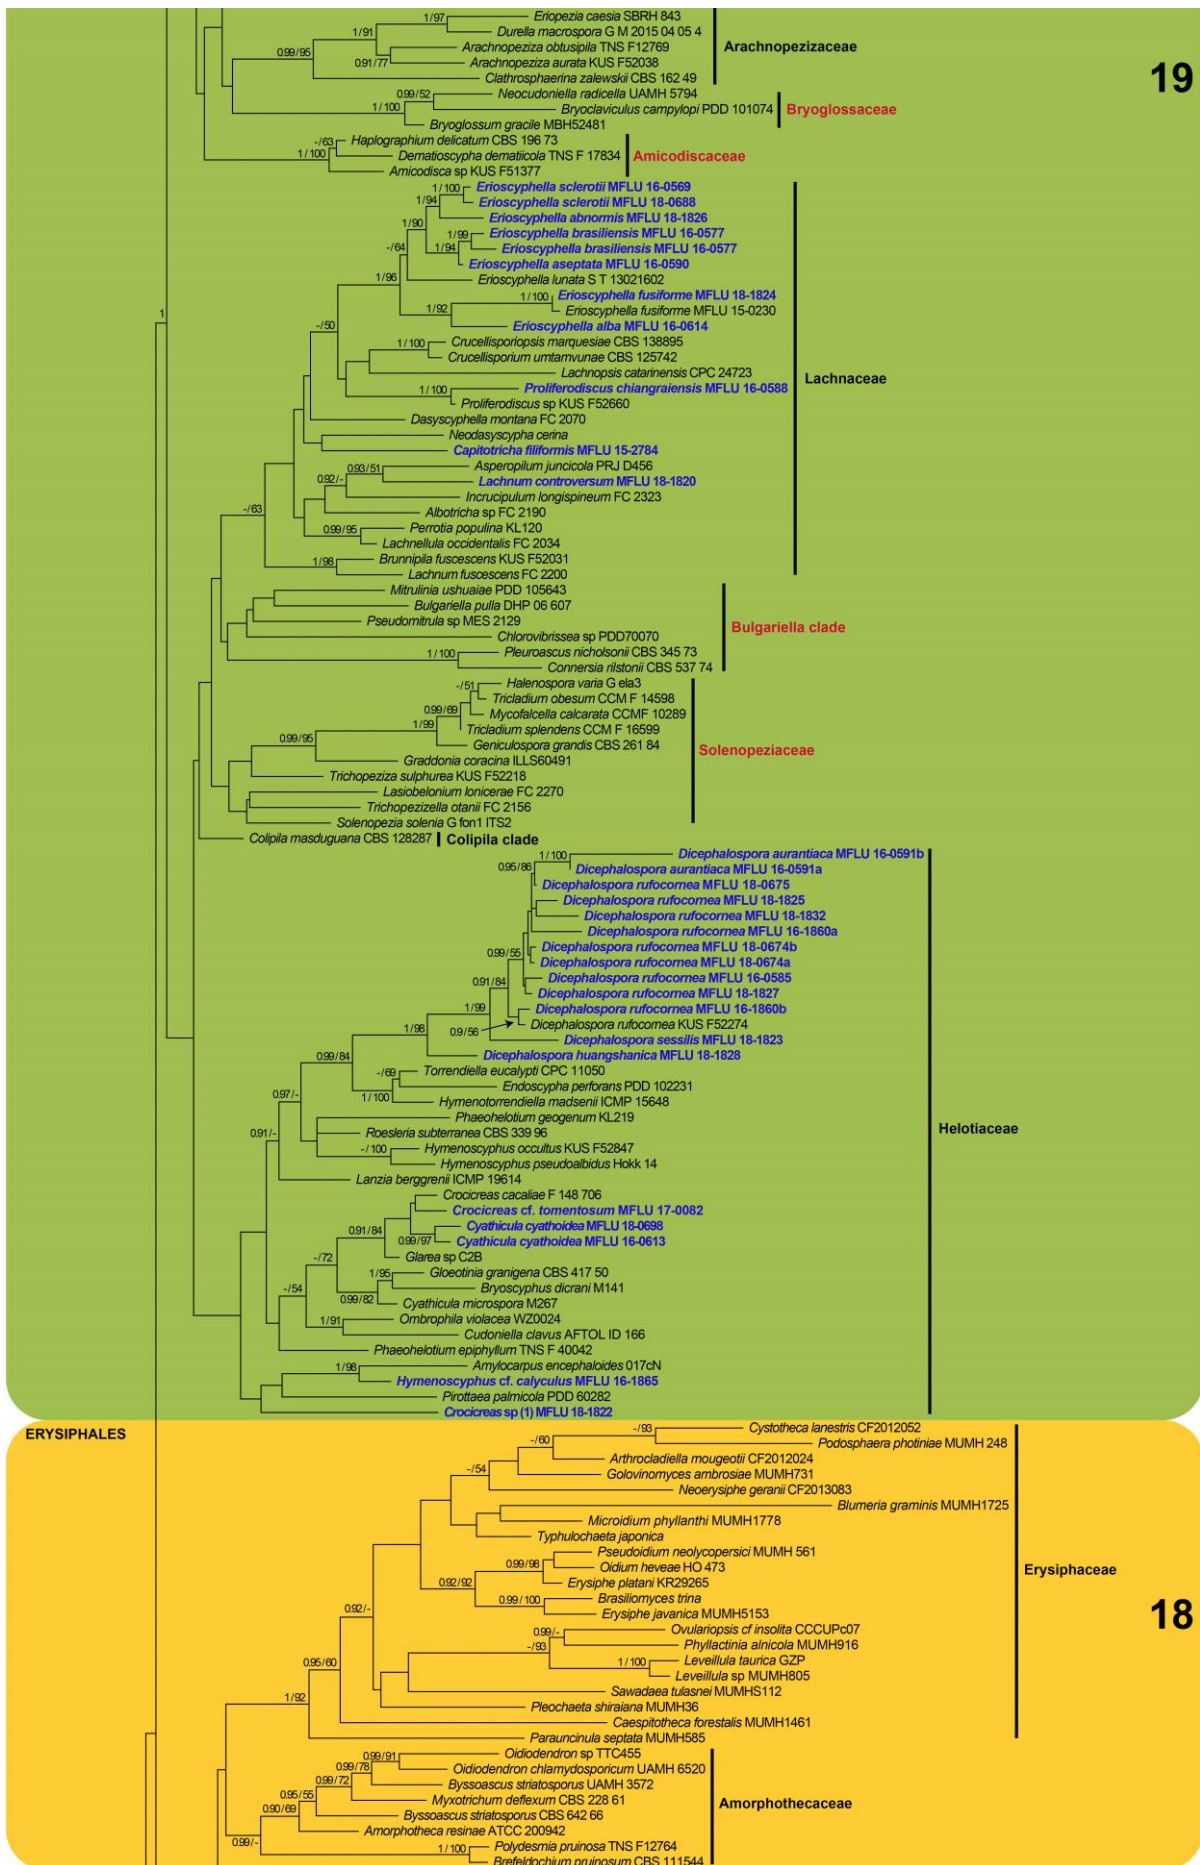 1/97
Eriopezia caesia SBRH 843
1/91
Durella macrospora G M 2015 04 05 4
0.99/95
Arachnopeziza obtusipila TNS F12769
Arachnopezizaceae
0.91/77
Arachnopeziza aurata KUS F52038
Clathrosphaerina zalewskii CBS 162 49
19
0.99/52
Neocudoniella radicella UAMH 5794
1/100
Bryoclaviculus campylopi PDD 101074
Bryoglossaceae
Bryoglossum gracile MBH52481
-/63
Haplographium delicatum CBS 196 73
1/100
Dematioscypha dematiicola TNS F 17834
Amicodiscaceae
Amicodisca sp KUS F51377
1/100
Erioscyphella sclerotii MFLU 16-0569
1/94
Erioscyphella sclerotii MFLU 18-0688
1/90
Erioscyphella abnormis MFLU 18-1826
1/99
Erioscyphella brasiliensis MFLU 16-0577
-/64
1/94
Erioscyphella brasiliensis MFLU 16-0577
Erioscyphella aseptata MFLU 16-0590
1/96
Erioscyphella lunata S T 13021602
1/100
Erioscyphella fusiforme MFLU 18-1824
1/92
Erioscyphella fusiforme MFLU 15-0230
1
Erioscyphella alba MFLU 16-0614
-/50
1/100
Crucellisporiopsis marquesiae CBS 138895
Crucellisporium umtamvunae CBS 125742
Lachnopsis catarinensis CPC 24723
Lachnaceae
1/100
Proliferodiscus chiangraiensis MFLU 16-0588
Proliferodiscus sp KUS F52660
Dasyscyphella montana FC 2070
Neodasyscypha cerina
Capitotricha filiformis MFLU 15-2784
0.93/51
Asperopilum juncicola PRJ D456
0.92/-
Lachnum controversum MFLU 18-1820
Incrucipulum longispineum FC 2323
-/63
Albotricha sp FC 2190
0.99/95
Perrotia populina KL120
Lachnellula occidentalis FC 2034
1/98
Brunnipila fuscescens KUS F52031
Lachnum fuscescens FC 2200
Mitrulinia ushuaiae PDD 105643
Bulgariella pulla DHP 06 607
Pseudomitrula sp MES 2129
Bulgariella clade
Chlorovibrissea sp PDD70070
1/100
Pleuroascus nicholsonii CBS 345 73
Connersia rilstonii CBS 537 74
-/51
Halenospora varia G ela3
Tricladium obesum CCM F 14598
0.99/69
Mycofalcella calcarata CCMF 10289
1/99
Tricladium splendens CCM F 16599
0.99/95
Geniculospora grandis CBS 261 84
Solenopeziaceae
Graddonia coracina ILLS60491
Trichopeziza sulphurea KUS F52218
Lasiobelonium lonicerae FC 2270
Trichopezizella otanii FC 2156
Solenopezia solenia G fon1 ITS2
Colipila masduguana CBS 128287
Colipila clade
1/100
Dicephalospora aurantiaca MFLU 16-0591b
0.95/86
Dicephalospora aurantiaca MFLU 16-0591a
Dicephalospora rufocornea MFLU 18-0675
Dicephalospora rufocornea MFLU 18-1825
Dicephalospora rufocornea MFLU 18-1832
Dicephalospora rufocornea MFLU 16-1860a
0.99/55
Dicephalospora rufocornea MFLU 18-0674b
Dicephalospora rufocornea MFLU 18-0674a
0.91/84
Dicephalospora rufocornea MFLU 16-0585
Dicephalospora rufocornea MFLU 18-1827
1/99
Dicephalospora rufocornea MFLU 16-1860b
0.9/56
Dicephalospora rufocornea KUS F52274
1/98
Dicephalospora sessilis MFLU 18-1823
0.99/84
Dicephalospora huangshanica MFLU 18-1828
-/69
Torrendiella eucalypti CPC 11050
Endoscypha perforans PDD 102231
0.97/-
1/100
Hymenotorrendiella madsenii ICMP 15648
Phaeohelotium geogenum KL219
0.91/-
Roesleria subterranea CBS 339 96
Helotiaceae
-/100
Hymenoscyphus occultus KUS F52847
Hymenoscyphus pseudoalbidus Hokk 14
Lanzia berggrenii ICMP 19614
Crocicreas cacaliae F 148 706
Crocicreas cf. tomentosum MFLU 17-0082
0.91/84
Cyathicula cyathoidea MFLU 18-0698
0.99/97
Cyathicula cyathoidea MFLU 16-0613
-/72
Glarea sp C2B
1/95
Gloeotinia granigena CBS 417 50
-/54
Bryoscyphus dicrani M141
0.99/82
Cyathicula microspora M267
1/91
Ombrophila violacea WZ0024
Cudoniella clavus AFTOL ID 166
Phaeohelotium epiphyllum TNS F 40042
1/98
Amylocarpus encephaloides 017cN
Hymenoscyphus cf. calyculus MFLU 16-1865
Pirottaea palmicola PDD 60282
Crocicreas sp (1) MFLU 18-1822
ERYSIPHALES
-/93
Cystotheca lanestris CF2012052
-/60
Podosphaera photiniae MUMH 248
Arthrocladiella mougeotii CF2012024
-/54
Golovinomyces ambrosiae MUMH731
Neoerysiphe geranii CF2013083
Blumeria graminis MUMH1725
Microidium phyllanthi MUMH1778
Typhulochaeta japonica
Pseudoidium neolycopersici MUMH 561
0.99/98
Oidium heveae HO 473
Erysiphaceae
0.92/92
Erysiphe platani KR29265
0.99/100
Brasiliomyces trina
0.92/-
Erysiphe javanica MUMH5153
18
0.99/-
Ovulariopsis cf insolita CCCUPc07
-/93
Phyllactinia alnicola MUMH916
0.95/60
1/100
Leveillula taurica GZP
Leveillula sp MUMH805
Sawadaea tulasnei MUMHS112
1/92
Pleochaeta shiraiana MUMH36
Caespitotheca forestalis MUMH1461
Parauncinula septata MUMH585
0.99/91
Oidiodendron sp TTC455
0.99/78
Oidiodendron chlamydosporicum UAMH 6520
0.99/72
Byssoascus striatosporus UAMH 3572
0.95/55
Myxotrichum deflexum CBS 228 61
Amorphothecaceae
0.90/69
Byssoascus striatosporus CBS 642 66
Amorphotheca resinae ATCC 200942
0.99/-
1/100
Polydesmia pruinosa TNS F12764
Brefeldochium pruinosum CBS 111544